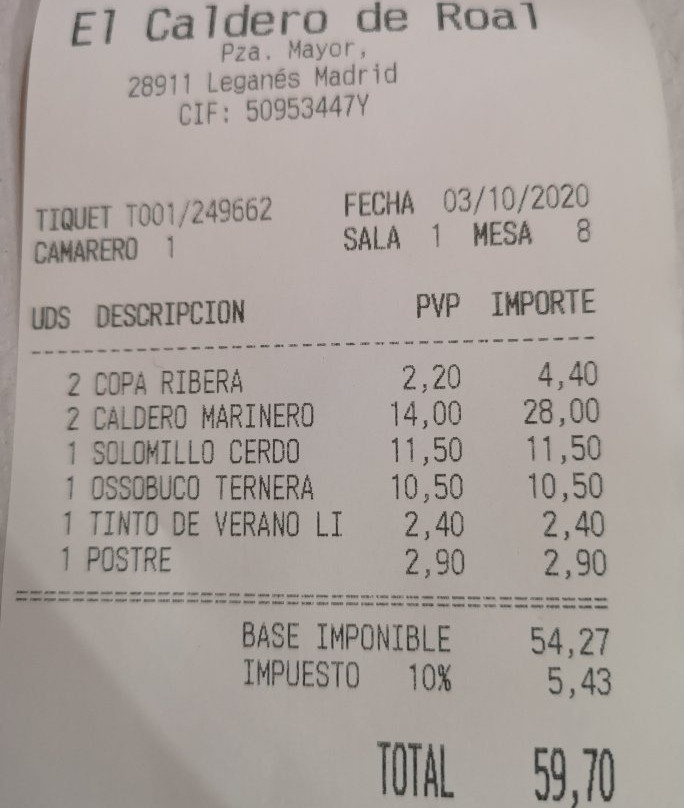 El Caldero de Roal
Pza. Mayor,
28911 Leganés Madrid
CIF: 50953447Y
TIQUET T001/249662 FECHA 03/10/2020
CAMARERO 1 SALA 1 MESA 8
UDS DESCRIPCION PVP IMPORTE
2 COPA RIBERA 2,20 4,40
2 CALDERO MARINERO 14,00 28,00
1 SOLOMILLO CERDO 11,50 11,50
1 OSSOBUCO TERNERA 10,50 10,50
1 TINTO DE VERANO LI 2,40 2,40
1 POSTRE 2,90 2,90
BASE IMPONIBLE 54,27
IMPUESTO 10% 5,43
TOTAL 59,70